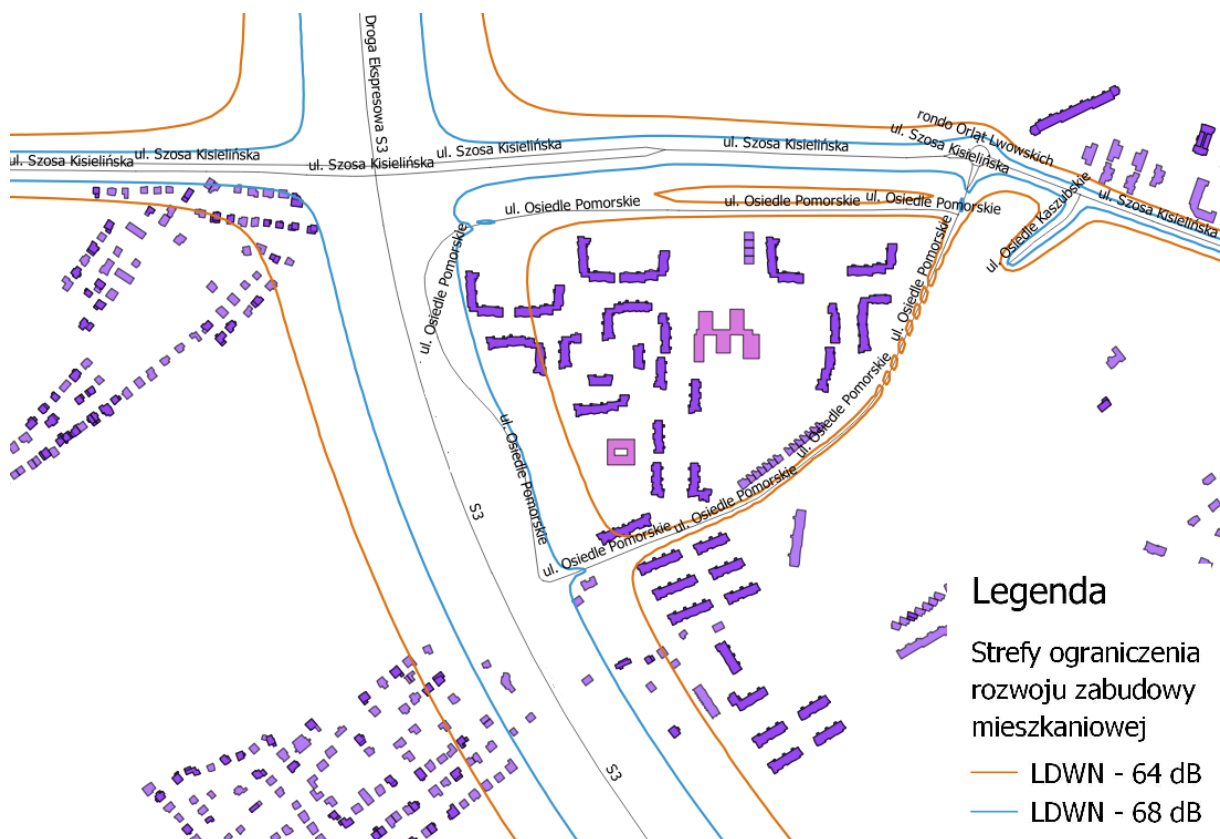 Droga Ekspresowa S3
rondo Orląt Lwowskich
ul. Szosa Kisielińska
ul. Szosa Kisielińska
ul. Szosa Kisielińska
ul. Szosa Kisielińska
ul. Szosa Kisielińska
ul. Szosa Kisielińska
ul. Szosa Kisielińska
ul. Osiedle Kaszubskie
ul. Osiedle Pomorskie
ul. Osiedle Pomorskie
ul. Osiedle Pomorskie
ul. Osiedle Pomorskie
ul. Osiedle Pomorskie
ul. Osiedle Pomorskie
ul. Osiedle Pomorskie
ul. Osiedle Pomorskie
ul. Osiedle Pomorskie
ul. Osiedle Pomorskie
S3
S3
Legenda
Strefy ograniczenia
rozwoju zabudowy
mieszkaniowej
LDWN - 64 dB
LDWN - 68 dB